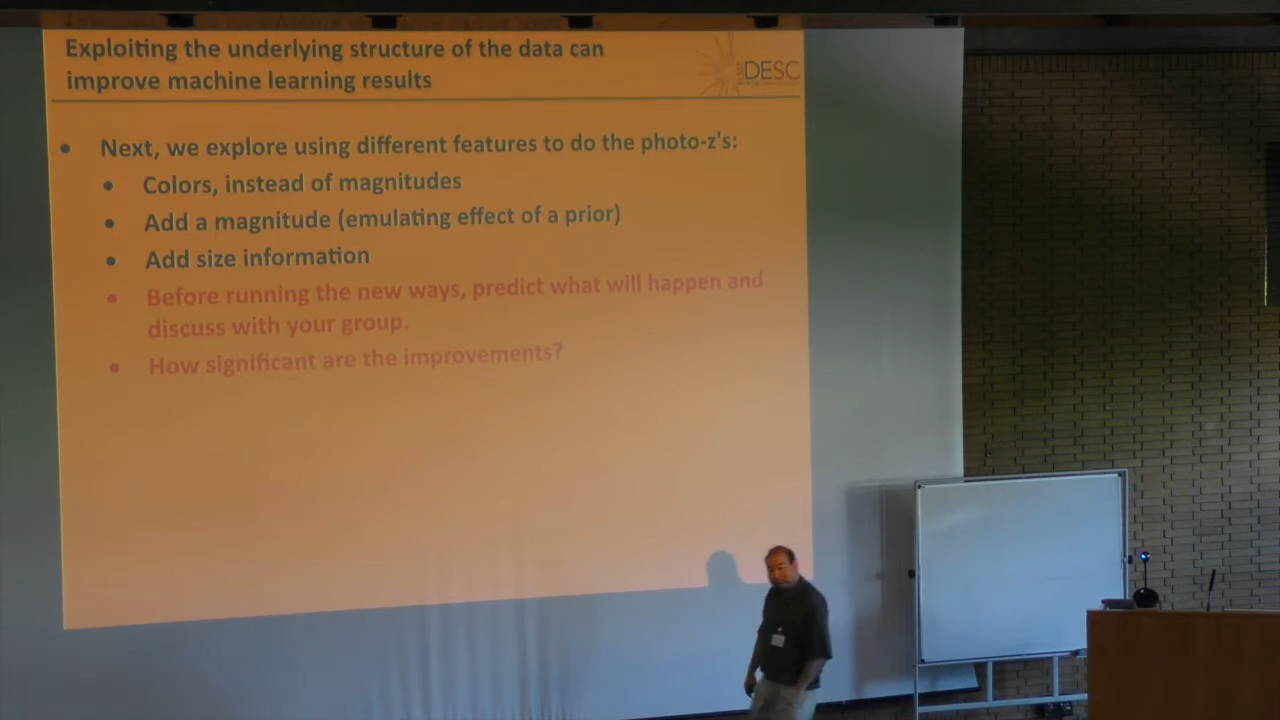 Exploiting the underlying structure of the data can
improve machine learning results
DESC
• Next, we explore using different features to do the photo-z's:
• Colors, instead of magnitudes
• Add a magnitude (emulating effect of a prior)
• Add size information
• Before running the new ways, predict what will happen and
discuss with your group.
• How significant are the improvements?